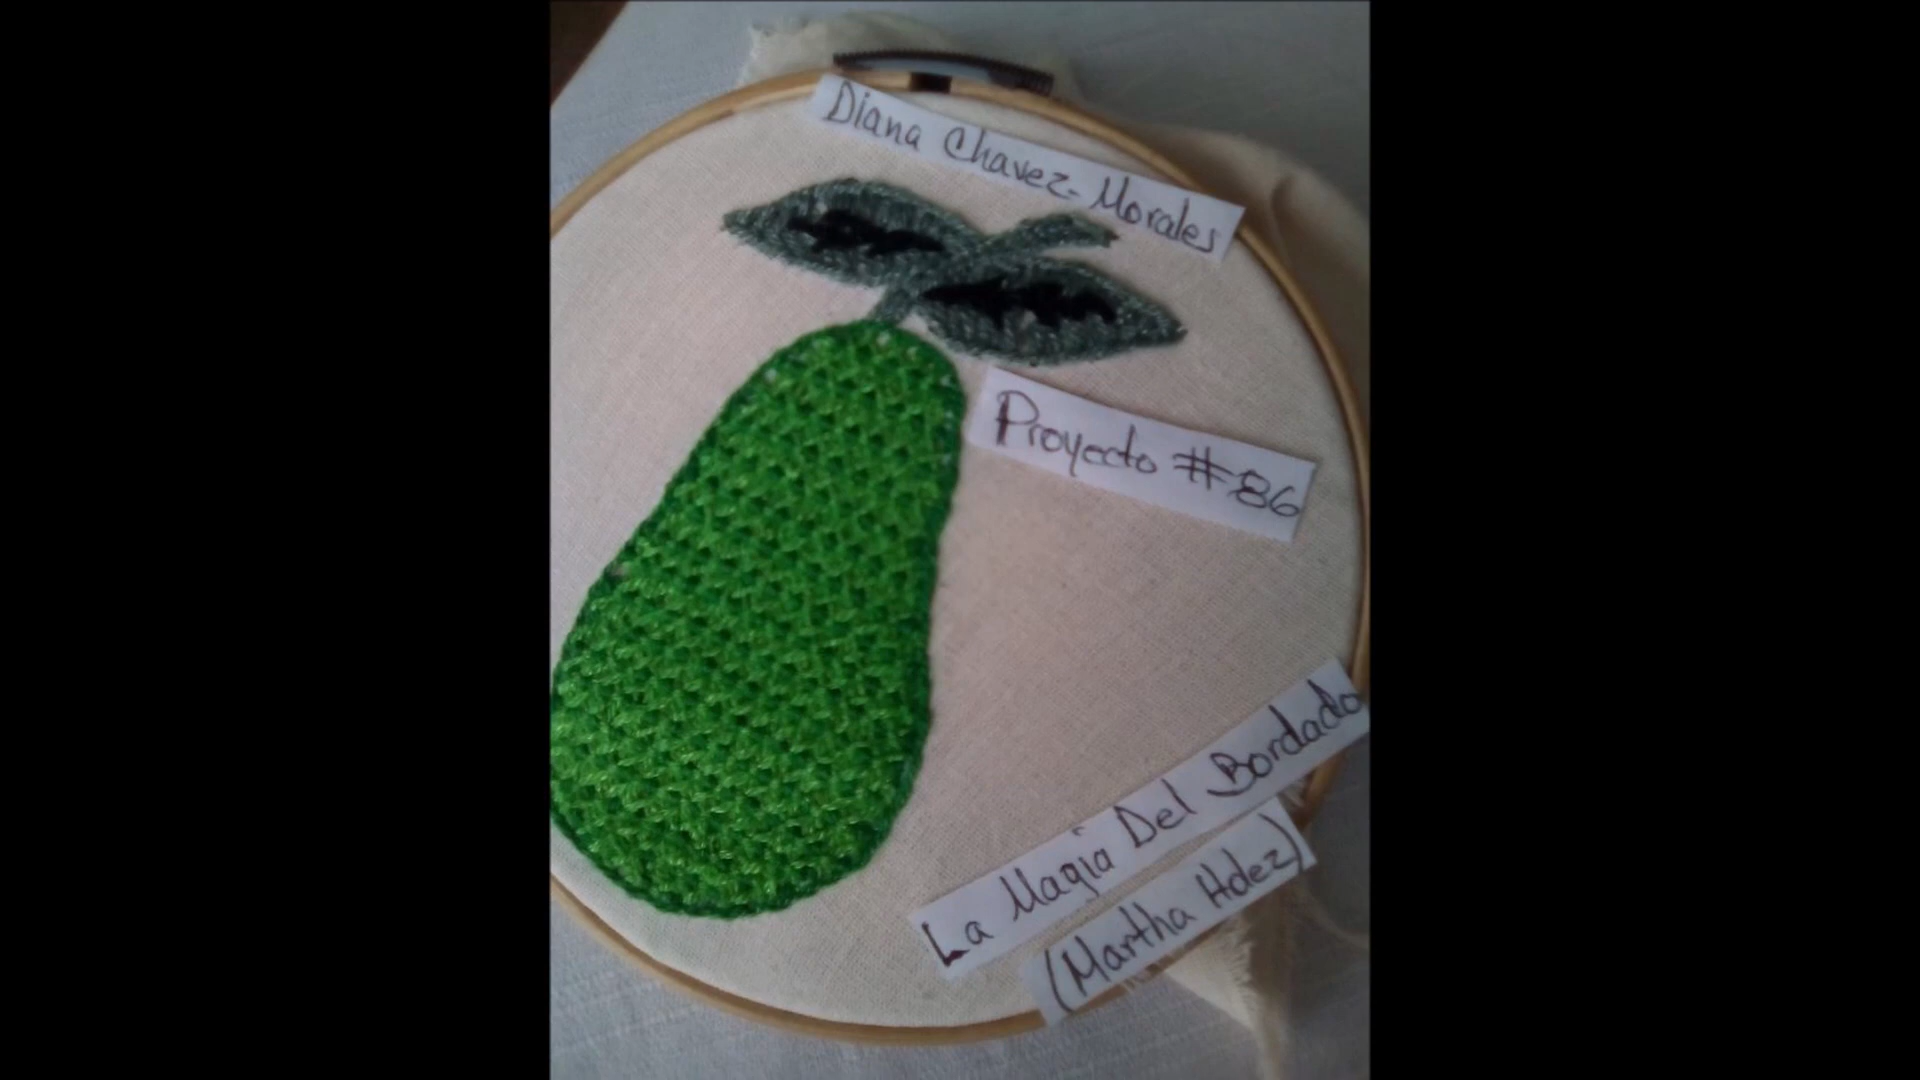 Diana Chavez-Morales
Proyecto #86
La Magia Del Bordado
(Martha Hdez)